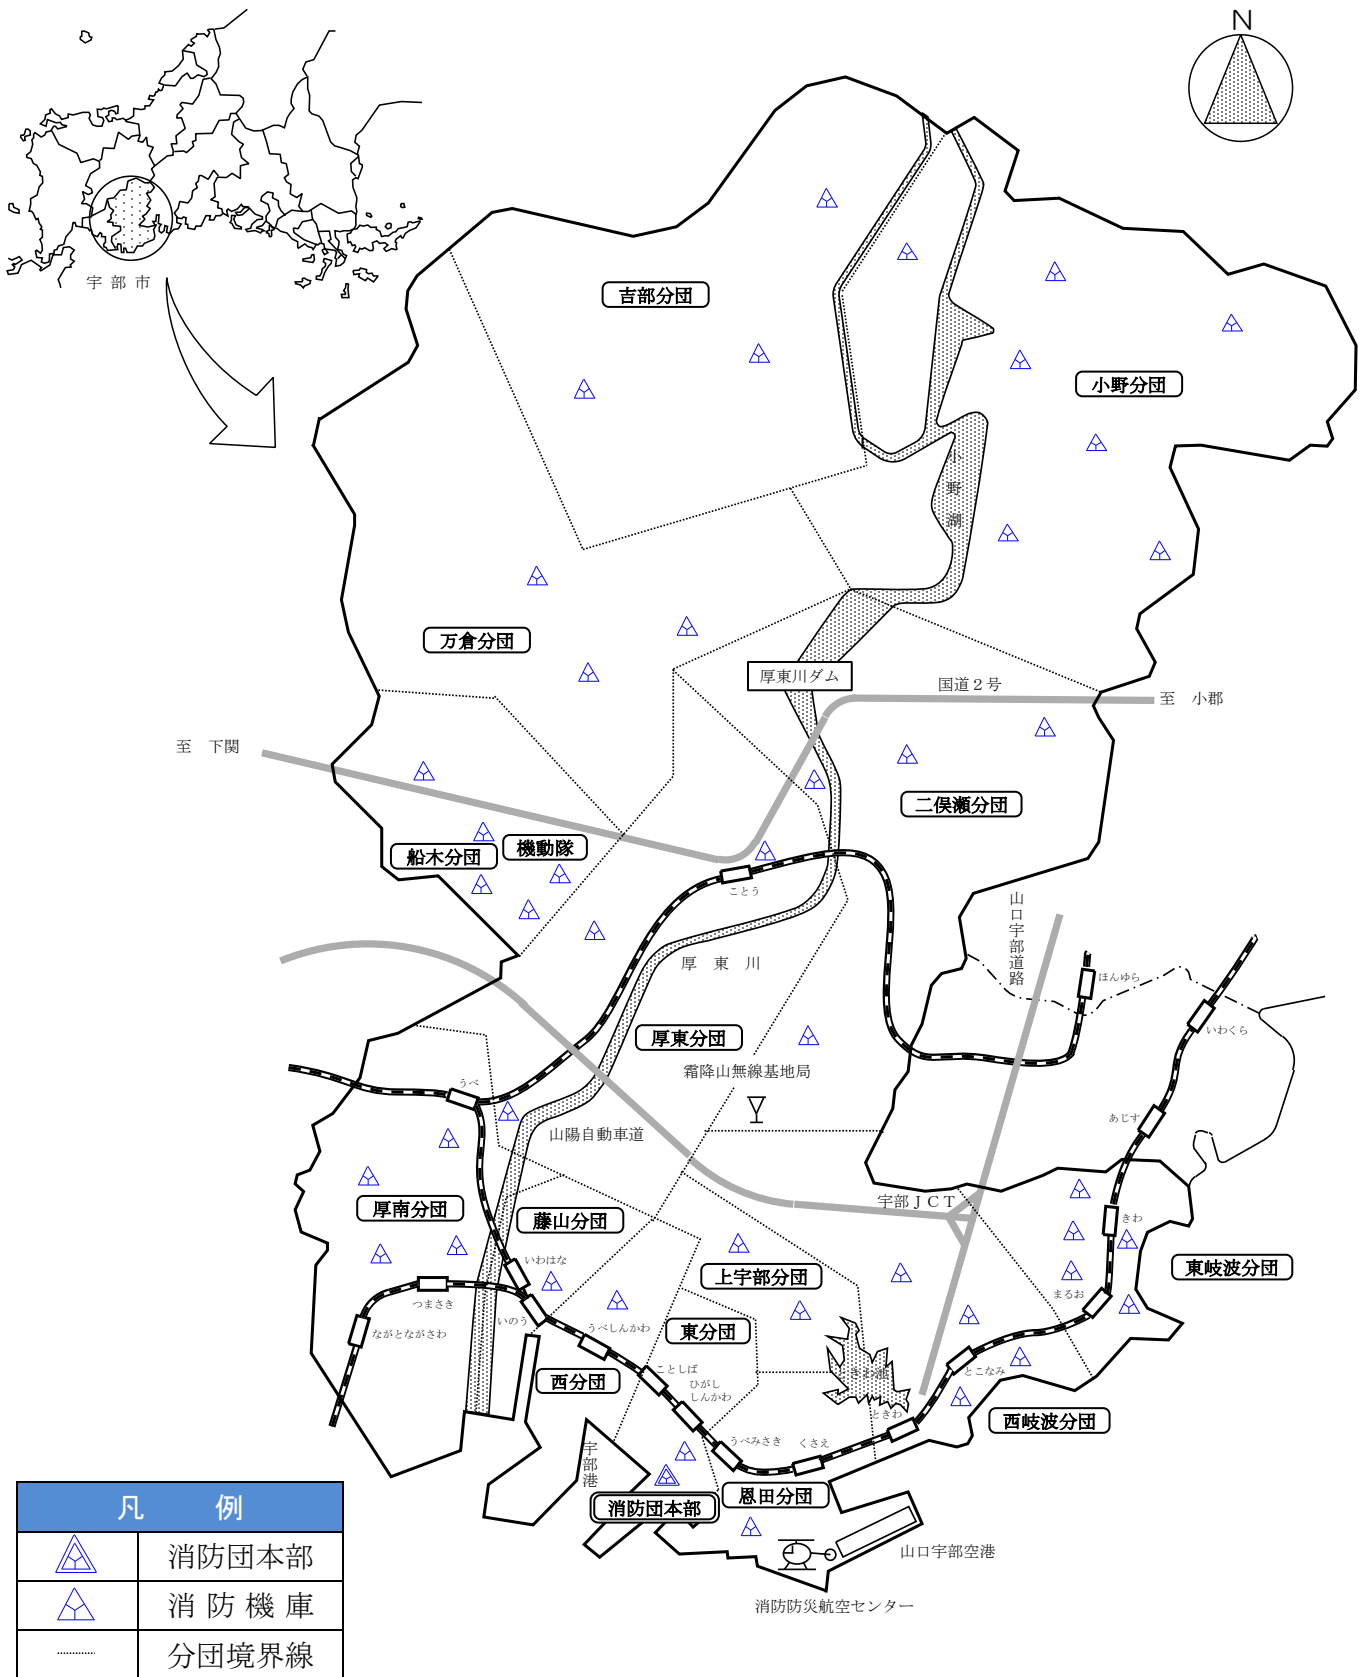 N
宇部市
吉部分団
小野分団
小野湖
万倉分団
厚東川ダム
国道２号
至　小郡
至　下関
二俣瀬分団
機動隊
船木分団
ことう
山口宇部道路
厚東川
ほんゆら
いわくら
厚東分団
霜降山無線基地局
うべ
山陽自動車道
あじす
宇部ＪＣＴ
厚南分団
藤山分団
きわ
いわはな
上宇部分団
東岐波分団
まるお
つまさき
いのう
うべしんかわ
東分団
ながとながさわ
ことしば
とこなみ
西分団
ひがし
しんかわ
ときわ
西岐波分団
うべみさき
くさえ
宇部港
恩田分団
消防団本部
山口宇部空港
消防防災航空センター
凡　例
消防団本部
消防機庫
分団境界線